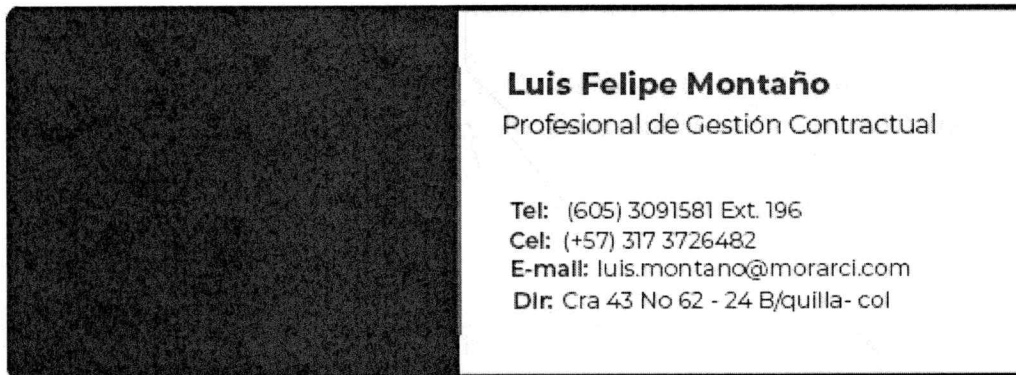 Luis Felipe Montaño
Profesional de Gestión Contractual
Tel: (605) 3091581 Ext. 196
Cel: (+57) 317 3726482
E-mail: luis.montano@morarci.com
Dir: Cra 43 No 62 - 24 B/quilla- col